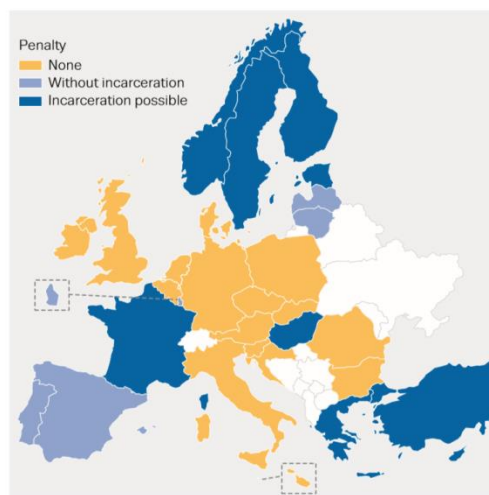 Penalty
None
Without incarceration
Incarceration possible